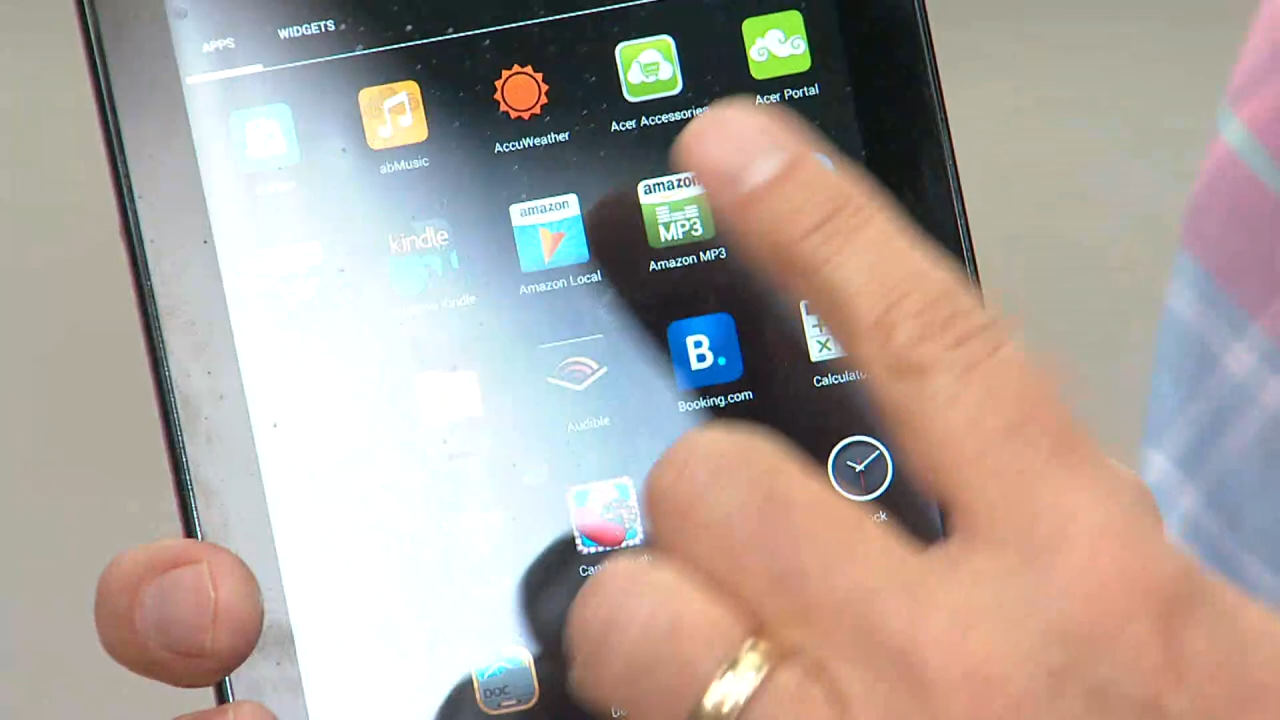 APPS
WIDGETS
abMusic
AccuWeather
Acer Accessories
Acer Portal
kindle
Kindle
amazon
Amazon Local
amazon
MP3
Amazon MP3
Audible
B.
Booking.com
DOC